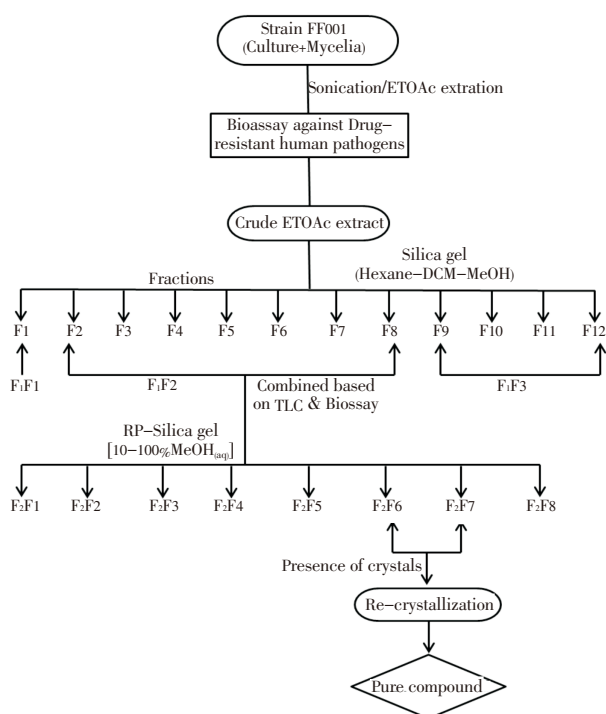 Strain FF001
(Culture+Mycelia)
Sonication/ETOAc extration
Bioassay against Drug-
resistant human pathogens
Crude ETOAc extract
Silica gel
(Hexane-DCM-MeOH)
Fractions
F1 F2 F3 F4 F5 F6 F7 F8 F9 F10 F11 F12
F₁F1 F₁F2 Combined based F₁F3
on TLC & Biossay
RP-Silica gel
[10-100%MeOH(aq)]
F₂F1 F₂F2 F₂F3 F₂F4 F₂F5 F₂F6 F₂F7 F₂F8
Presence of crystals
Re-crystallization
Pure compound